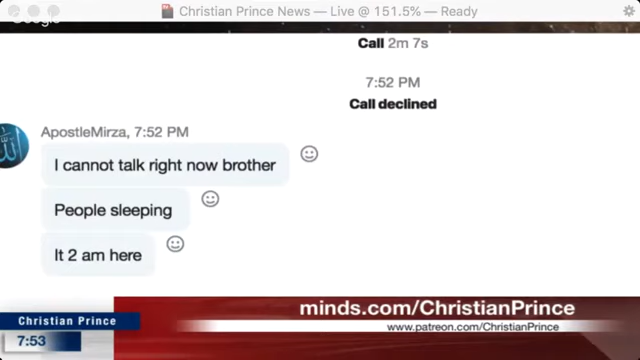 Christian Prince News — Live @ 151.5% — Ready
Google
Call 2m 7s
7:52 PM
Call declined
ApostleMirza, 7:52 PM
I cannot talk right now brother
People sleeping
It 2 am here
minds.com/ChristianPrince
Christian Prince
www.patreon.com/ChristianPrince
7:53